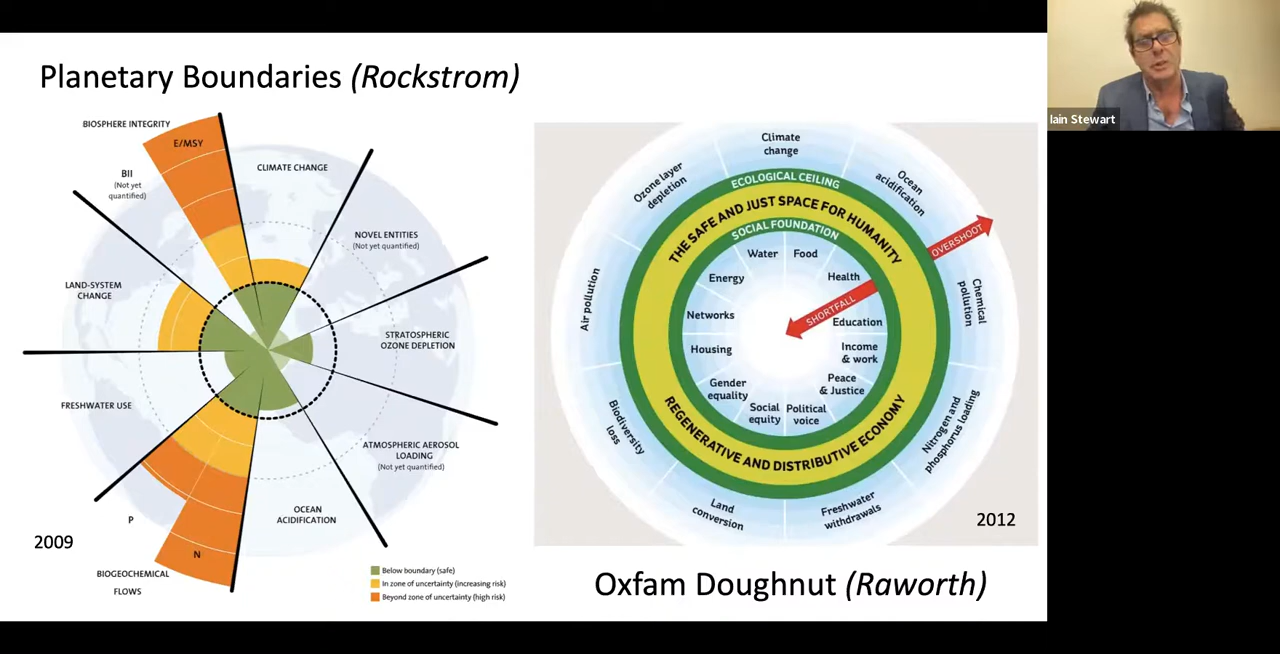 Planetary Boundaries (Rockstrom)
BIOSPHERE INTEGRITY
E/MSY
BII
(Not yet
quantified)
CLIMATE CHANGE
NOVEL ENTITIES
(Not yet quantified)
LAND-SYSTEM
CHANGE
STRATOSPHERIC
OZONE DEPLETION
FRESHWATER USE
ATMOSPHERIC AEROSOL
LOADING
(Not yet quantified)
OCEAN
ACIDIFICATION
P
N
BIOGEOCHEMICAL
FLOWS
2009
Below boundary (safe)
In zone of uncertainty (increasing risk)
Beyond zone of uncertainty (high risk)
Climate
change
Ozone layer
depletion
Ocean
acidification
ECOLOGICAL CEILING
THE SAFE AND JUST SPACE FOR HUMANITY
SOCIAL FOUNDATION
OVERSHOOT
Water
Food
Energy
Health
SHORTFALL
Air pollution
Chemical
pollution
Networks
Education
Housing
Income
& work
Gender
equality
Peace
& Justice
Social
equity
Political
voice
REGENERATIVE AND DISTRIBUTIVE ECONOMY
Biodiversity
loss
Nitrogen and
phosphorus loading
Land
conversion
Freshwater
withdrawals
2012
Oxfam Doughnut (Raworth)
Iain Stewart